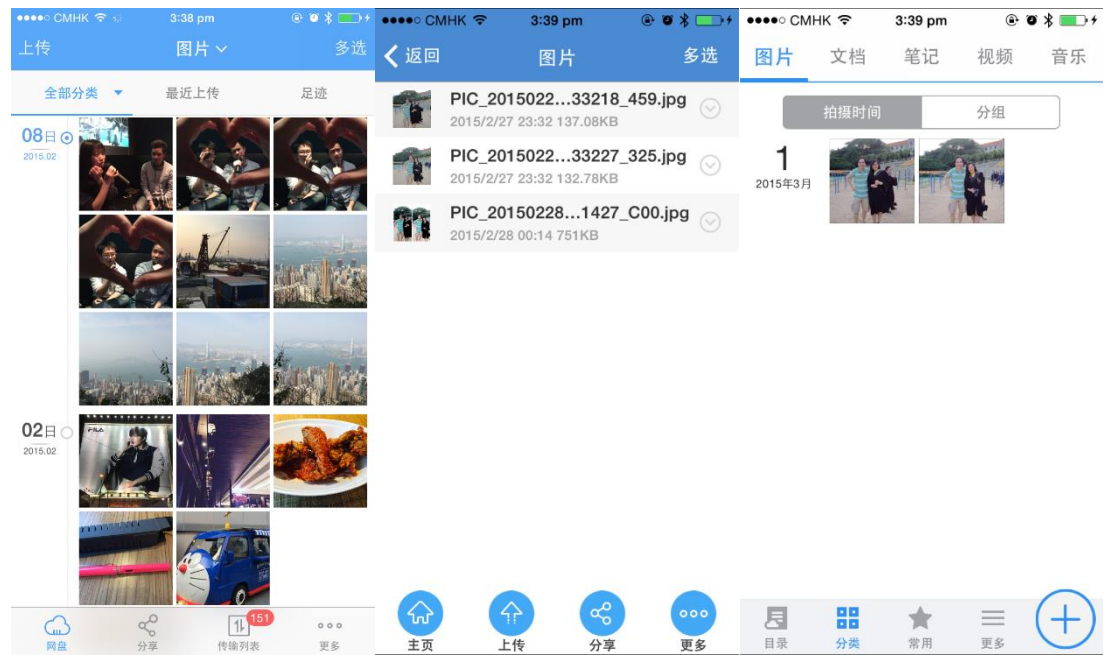 CMHK 3:38 pm
上传 图片 多选
全部分类 最近上传 足迹
08日
2015.02
FILA
02日
2015.02
151
网盘 分享 传输列表 更多
CMHK 3:39 pm
返回 图片 多选
PIC_2015022...33218_459.jpg
2015/2/27 23:32 137.08KB
PIC_2015022...33227_325.jpg
2015/2/27 23:32 132.78KB
PIC_20150228...1427_C00.jpg
2015/2/28 00:14 751KB
主页 上传 分享 更多
CMHK 3:39 pm
图片 文档 笔记 视频 音乐
拍摄时间 分组
1
2015年3月
目录 分类 常用 更多